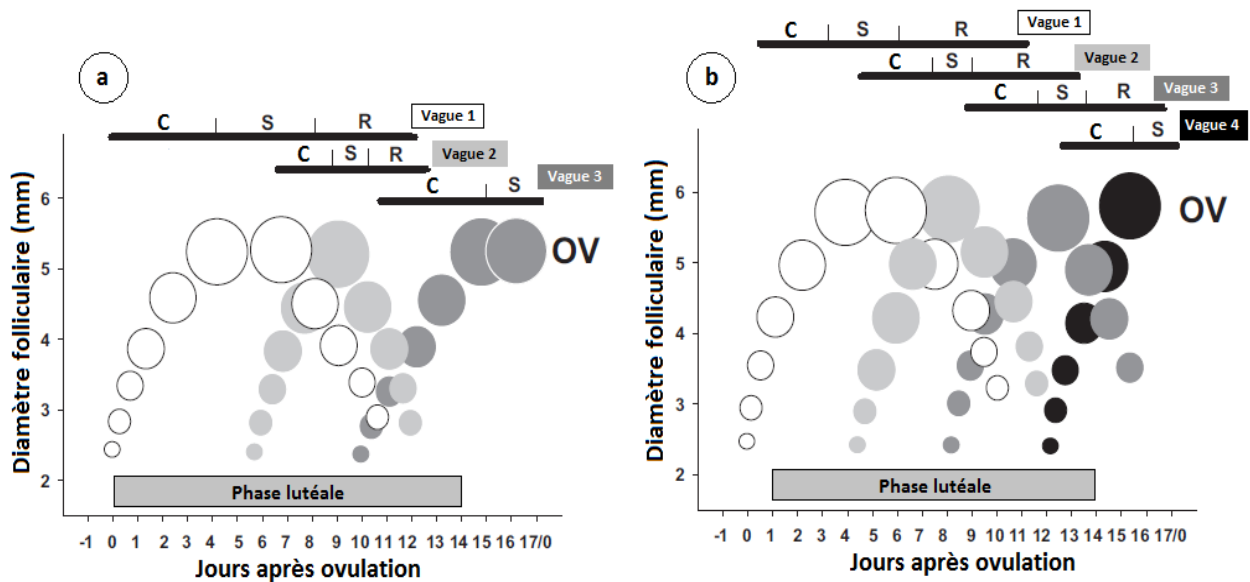 a
C S R Vague 1
C S R Vague 2
C S Vague 3
Diamètre folliculaire (mm)
6
5
4
3
2
OV
Phase lutéale
-1 0 1 2 3 4 5 6 7 8 9 10 11 12 13 14 15 16 17/0
Jours après ovulation
b
C S R Vague 1
C S R Vague 2
C S R Vague 3
C S Vague 4
Diamètre folliculaire (mm)
6
5
4
3
2
OV
Phase lutéale
-1 0 1 2 3 4 5 6 7 8 9 10 11 12 13 14 15 16 17/0
Jours après ovulation